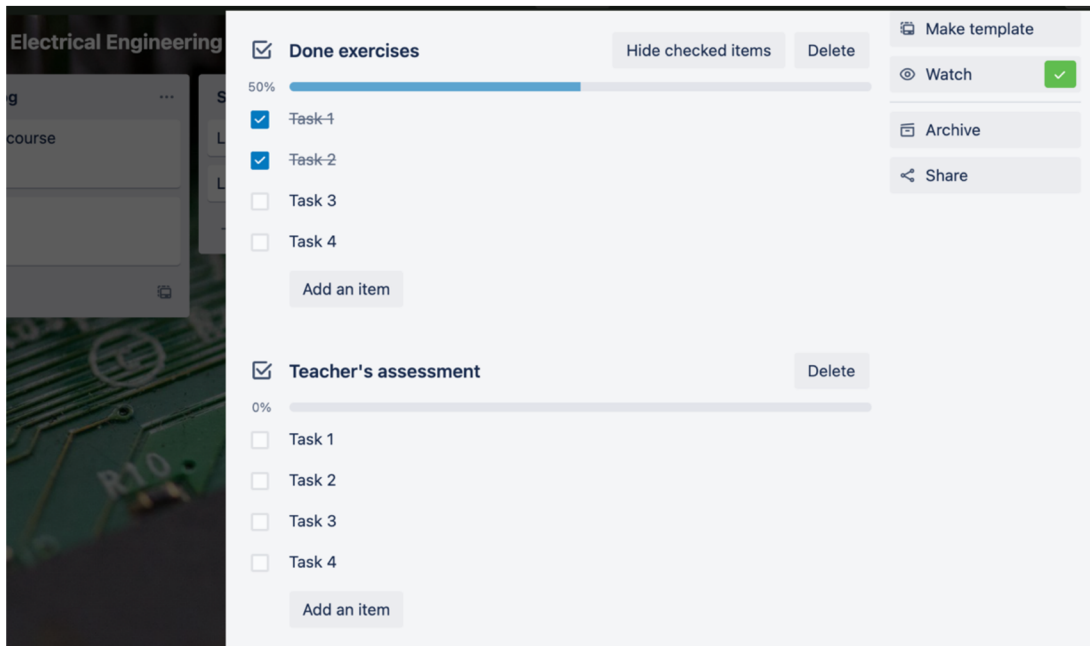 Electrical Engineering
course
Done exercises
Hide checked items
Delete
50%
Task 1
Task 2
Task 3
Task 4
Add an item
Teacher's assessment
Delete
0%
Task 1
Task 2
Task 3
Task 4
Add an item
Make template
Watch
Archive
Share
R10